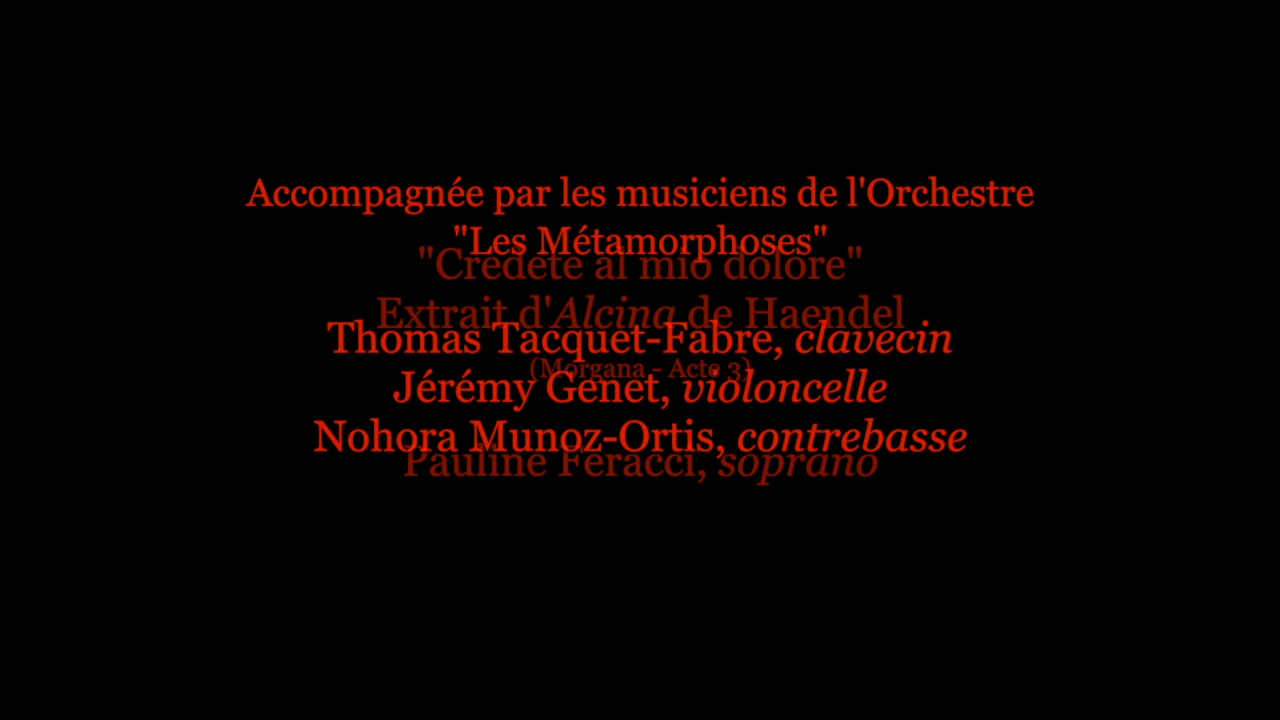 Accompagnée par les musiciens de l'Orchestre
"Les Métamorphoses"
"Credete al mio dolore"
Extrait d'Alcina de Haendel
Thomas Tacquet-Fabre, clavecin
(Morgana - Acte 3)
Jérémy Genet, violoncelle
Nohora Munoz-Ortis, contrebasse
Pauline Feracci, soprano